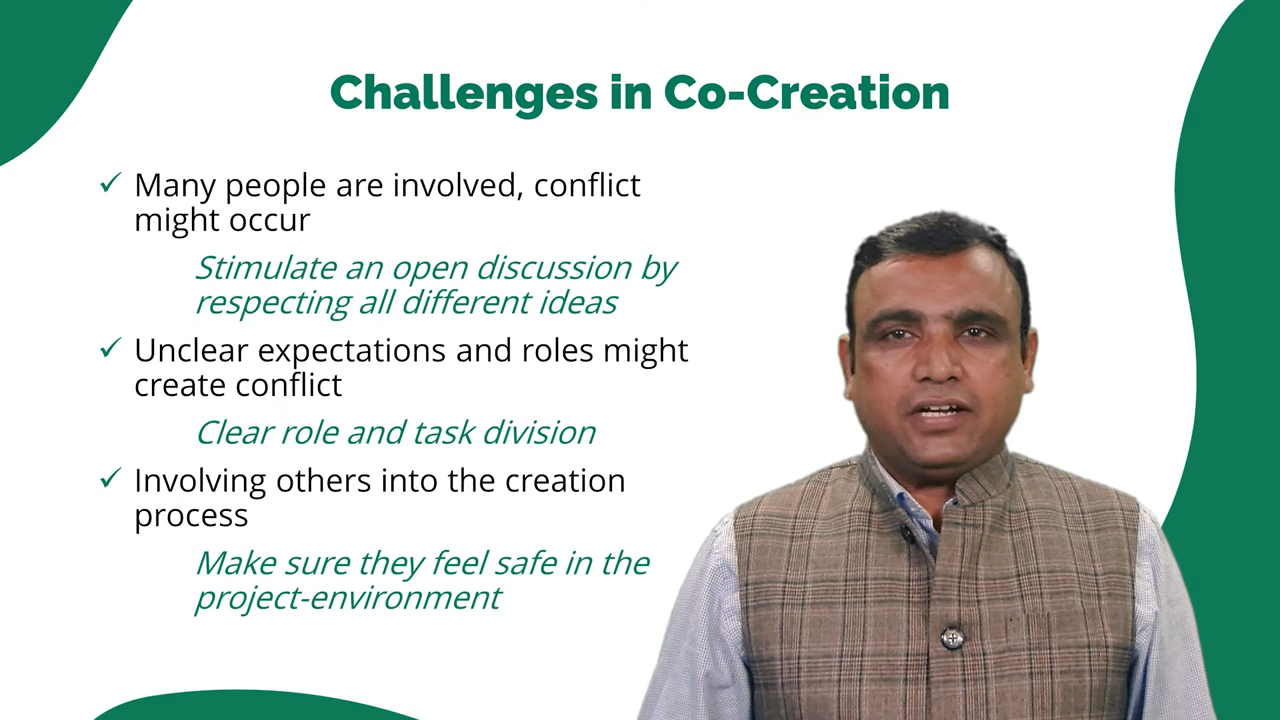 Challenges in Co-Creation
✓ Many people are involved, conflict
might occur
Stimulate an open discussion by
respecting all different ideas
✓ Unclear expectations and roles might
create conflict
Clear role and task division
✓ Involving others into the creation
process
Make sure they feel safe in the
project-environment